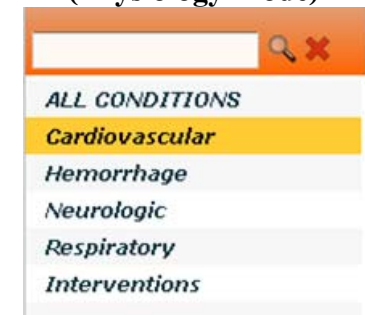 ALL CONDITIONS
Cardiovascular
Hemorrhage
Neurologic
Respiratory
Interventions